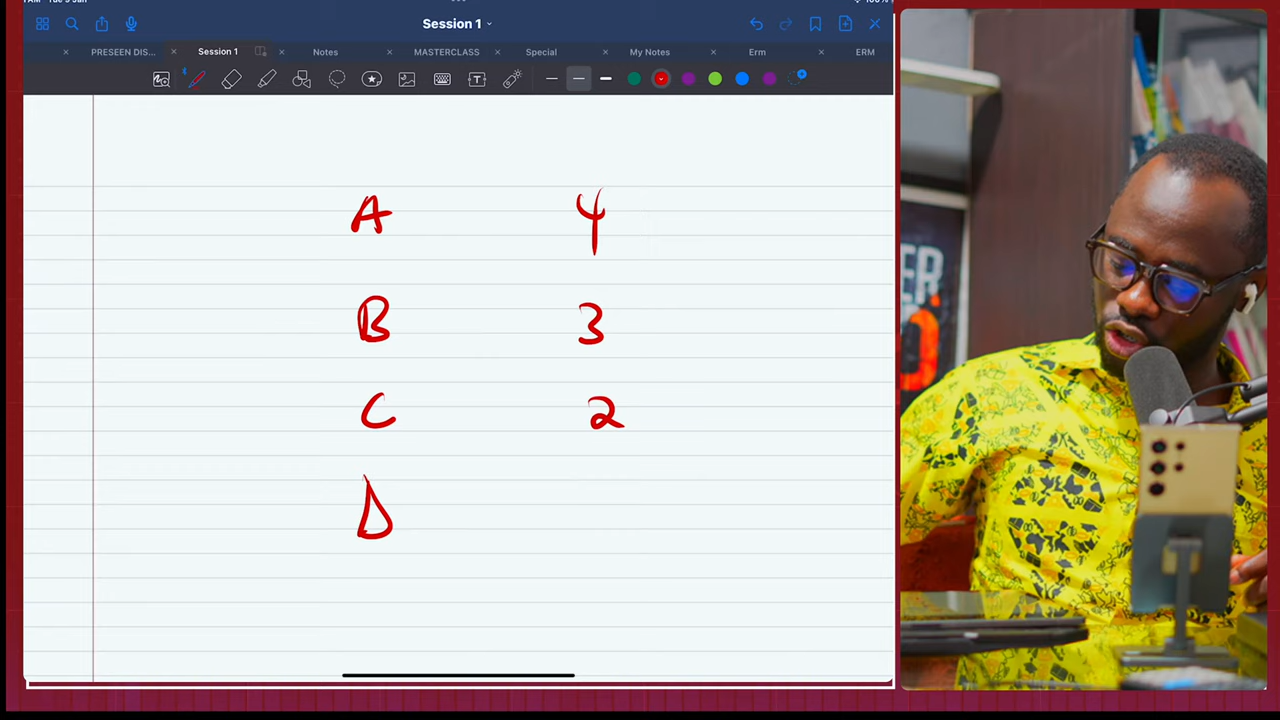 Session 1
PRESEEN DIS...
Session 1
Notes
MASTERCLASS
Special
My Notes
Erm
ERM
A 4
B 3
C 2
D